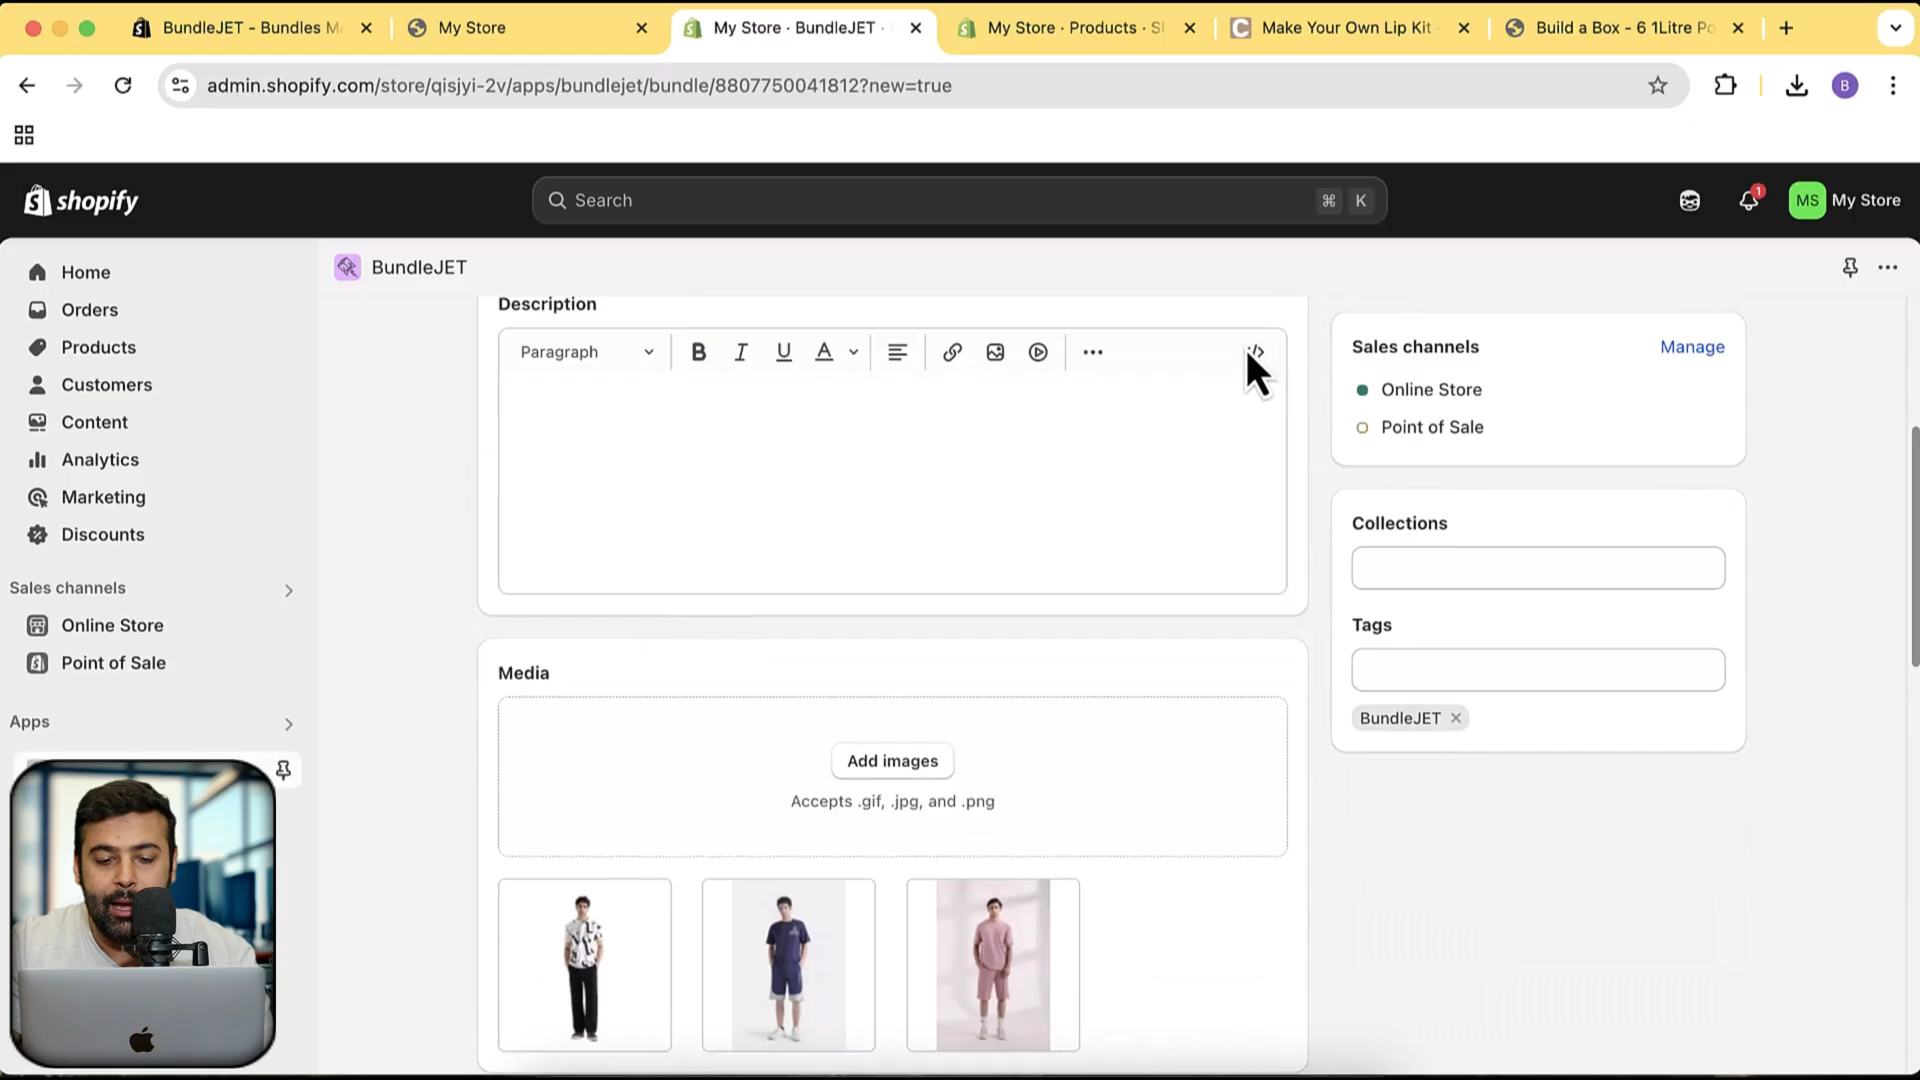 BundleJET - Bundles M
My Store
My Store · BundleJET ·
My Store · Products · S
Make Your Own Lip Kit
Build a Box - 6 1Litre Po
admin.shopify.com/store/qisjyi-2v/apps/bundlejet/bundle/8807750041812?new=true
B
shopify
Search
⌘ K
1
MS My Store
Home
Orders
Products
Customers
Content
Analytics
Marketing
Discounts
Sales channels
Online Store
Point of Sale
Apps
BundleJET
Description
Paragraph
B I U A
Media
Add images
Accepts .gif, .jpg, and .png
Sales channels
Manage
Online Store
Point of Sale
Collections
Tags
BundleJET